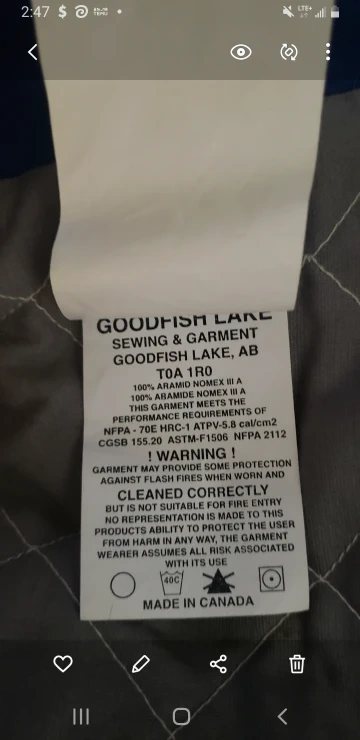 2:47
LTE+
GOODFISH LAKE
SEWING & GARMENT
GOODFISH LAKE, AB
T0A 1R0
100% ARAMID NOMEX III A
100% ARAMIDE NOMEX III A
THIS GARMENT MEETS THE
PERFORMANCE REQUIREMENTS OF
NFPA - 70E HRC-1 ATPV-5.8 cal/cm2
CGSB 155.20 ASTM-F1506 NFPA 2112
! WARNING !
GARMENT MAY PROVIDE SOME PROTECTION
AGAINST FLASH FIRES WHEN WORN AND
CLEANED CORRECTLY
BUT IS NOT SUITABLE FOR FIRE ENTRY
NO REPRESENTATION IS MADE TO THIS
PRODUCTS ABILITY TO PROTECT THE USER
FROM HARM IN ANY WAY, THE GARMENT
WEARER ASSUMES ALL RISK ASSOCIATED
WITH ITS USE
40C
MADE IN CANADA